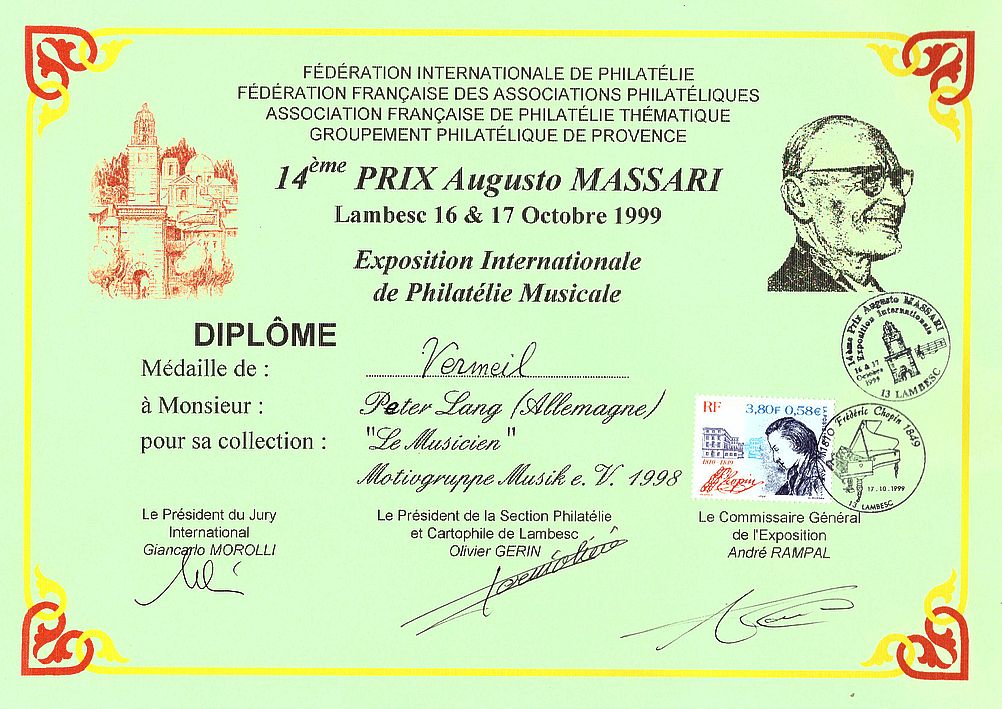 FÉDÉRATION INTERNATIONALE DE PHILATÉLIE
FÉDÉRATION FRANÇAISE DES ASSOCIATIONS PHILATÉLIQUES
ASSOCIATION FRANÇAISE DE PHILATÉLIE THÉMATIQUE
GROUPEMENT PHILATÉLIQUE DE PROVENCE
14ème PRIX Augusto MASSARI
Lambesc 16 & 17 Octobre 1999
Exposition Internationale
de Philatélie Musicale
DIPLÔME
Médaille de : Vermeil
à Monsieur : Peter Lang (Allemagne)
pour sa collection : "Le Musicien"
Motivgruppe Musik e. V. 1998
14ème Prix Augusto MASSARI
Exposition Internationale
16 & 17
Octobre
1999
13 LAMBESC
RF 3,80F 0,58€
1810 - 1849
Chopin
1810 Frédéric Chopin 1849
17.10.1999
13 LAMBESC
Le Président du Jury
International
Giancarlo MOROLLI
Le Président de la Section Philatélie
et Cartophile de Lambesc
Olivier GERIN
Le Commissaire Général
de l'Exposition
André RAMPAL